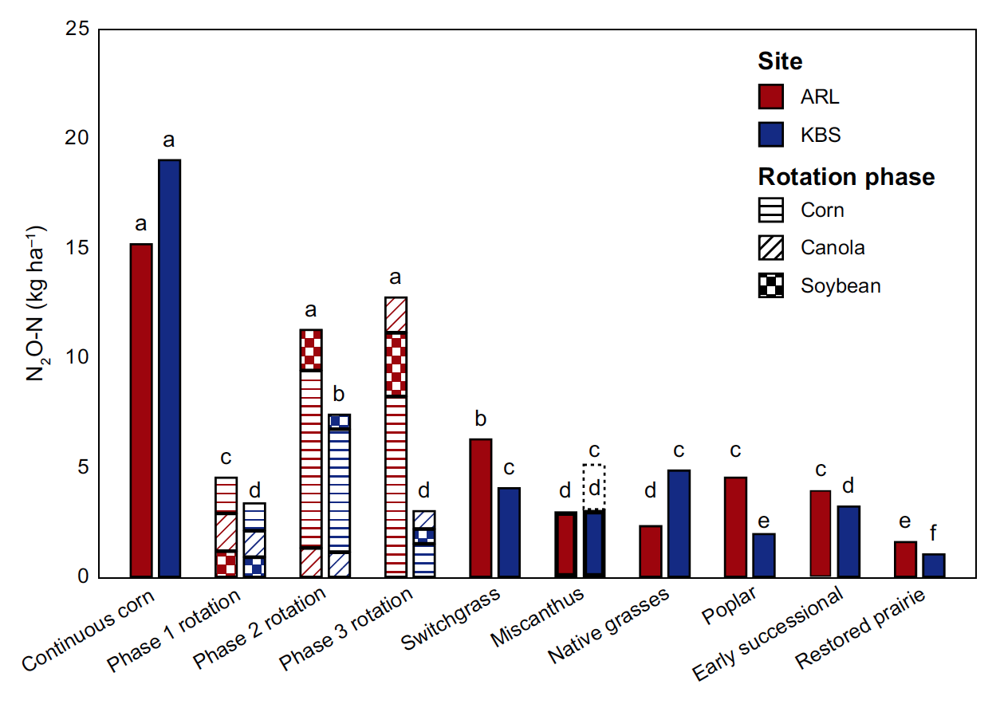 25
20
15
10
5
0
N₂O-N (kg ha⁻¹)
Site
ARL
KBS
Rotation phase
Corn
Canola
Soybean
a
a
c
d
a
b
a
d
b
c
d
c
d
d
c
c
e
c
d
e
f
Continuous corn
Phase 1 rotation
Phase 2 rotation
Phase 3 rotation
Switchgrass
Miscanthus
Native grasses
Poplar
Early successional
Restored prairie